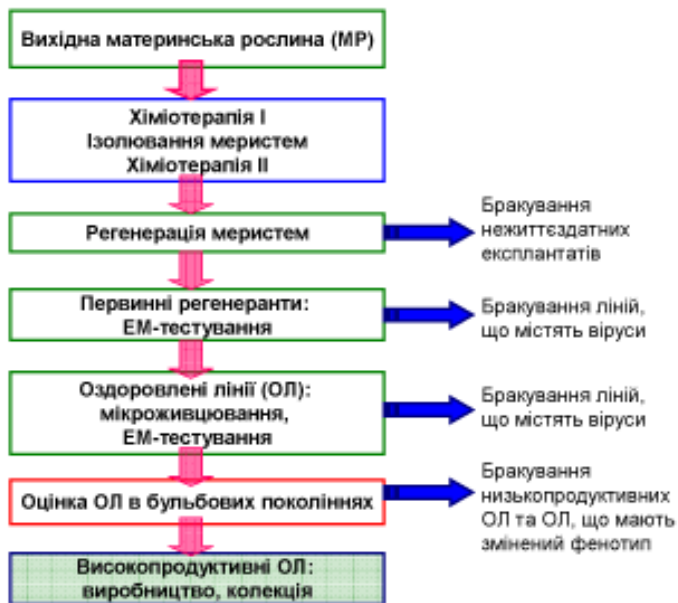 Вихідна материнська рослина (МР)
Хіміотерапія I
Ізолювання меристем
Хіміотерапія II
Регенерація меристем
Бракування
нежиттєздатних
експлантатів
Первинні регенеранти:
ЕМ-тестування
Бракування ліній,
що містять віруси
Оздоровлені лінії (ОЛ):
мікроживцювання,
ЕМ-тестування
Бракування ліній,
що містять віруси
Оцінка ОЛ в бульбових поколіннях
Бракування
низькопродуктивних
ОЛ та ОЛ, що мають
змінений фенотип
Високопродуктивні ОЛ:
виробництво, колекція